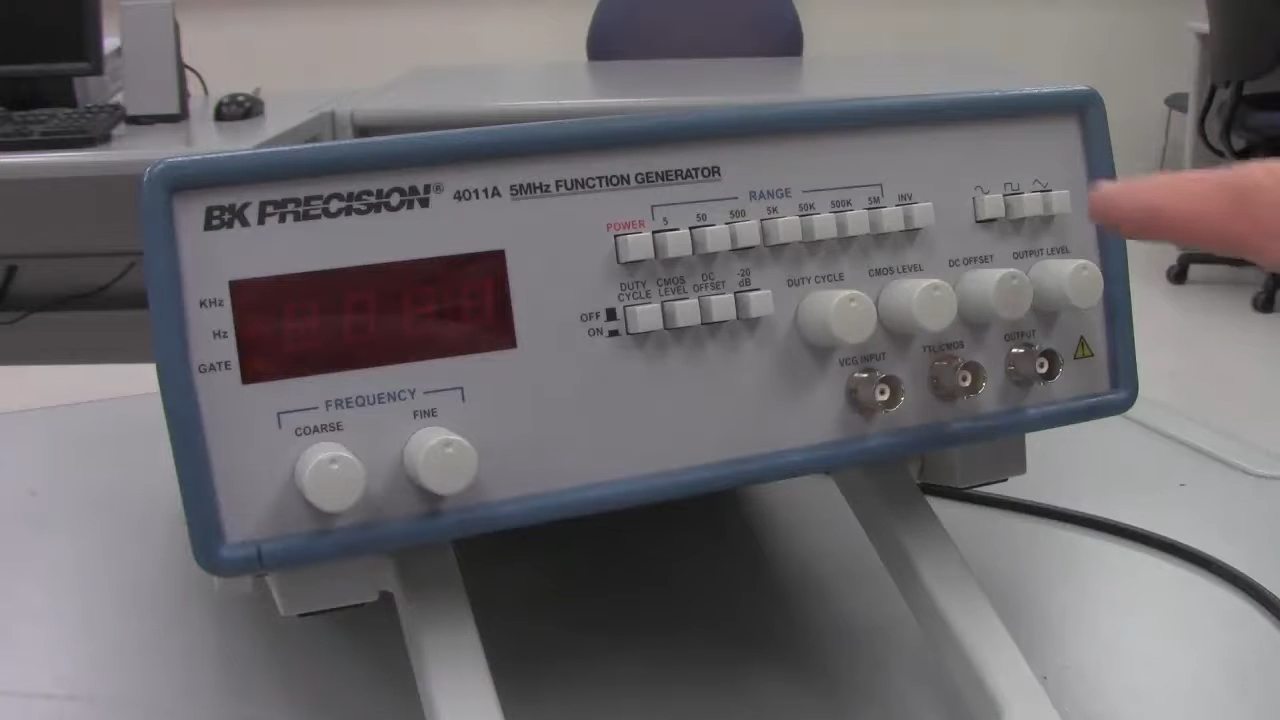 BK PRECISION® 4011A 5MHz FUNCTION GENERATOR
POWER
RANGE
5 50 500 5K 50K 500K 5M INV
DUTY CYCLE
CMOS LEVEL
DC OFFSET
-20 dB
OFF
ON
DUTY CYCLE
CMOS LEVEL
DC OFFSET
OUTPUT LEVEL
VCG INPUT
TTL/CMOS
OUTPUT
KHz
Hz
GATE
FREQUENCY
COARSE
FINE